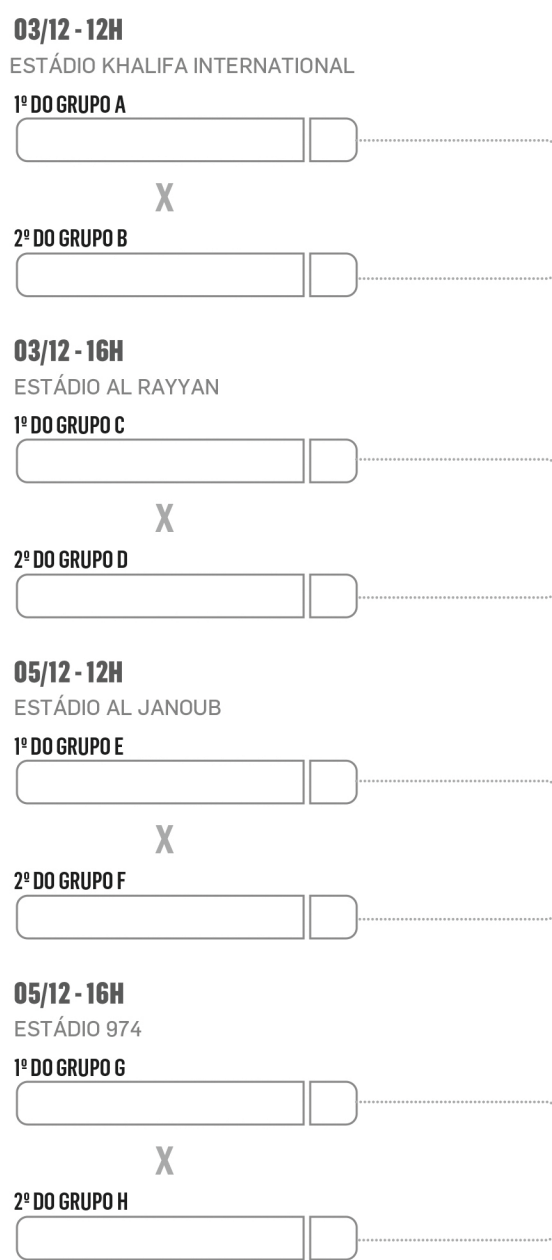 03/12 - 12H
ESTÁDIO KHALIFA INTERNATIONAL
1º DO GRUPO A
X
2º DO GRUPO B
03/12 - 16H
ESTÁDIO AL RAYYAN
1º DO GRUPO C
X
2º DO GRUPO D
05/12 - 12H
ESTÁDIO AL JANOUB
1º DO GRUPO E
X
2º DO GRUPO F
05/12 - 16H
ESTÁDIO 974
1º DO GRUPO G
X
2º DO GRUPO H